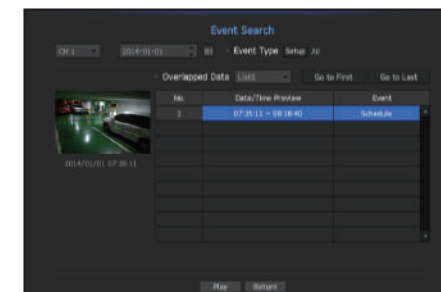 Event Search
CH 1 2014-01-01 Event Type Setup All
Overlapped Data List0 Go to First Go to Last
No. Date/Time Preview Event
1 07:35:11 ~ 08:18:40 Schedule
2014/01/01 07:35:11
Play Return